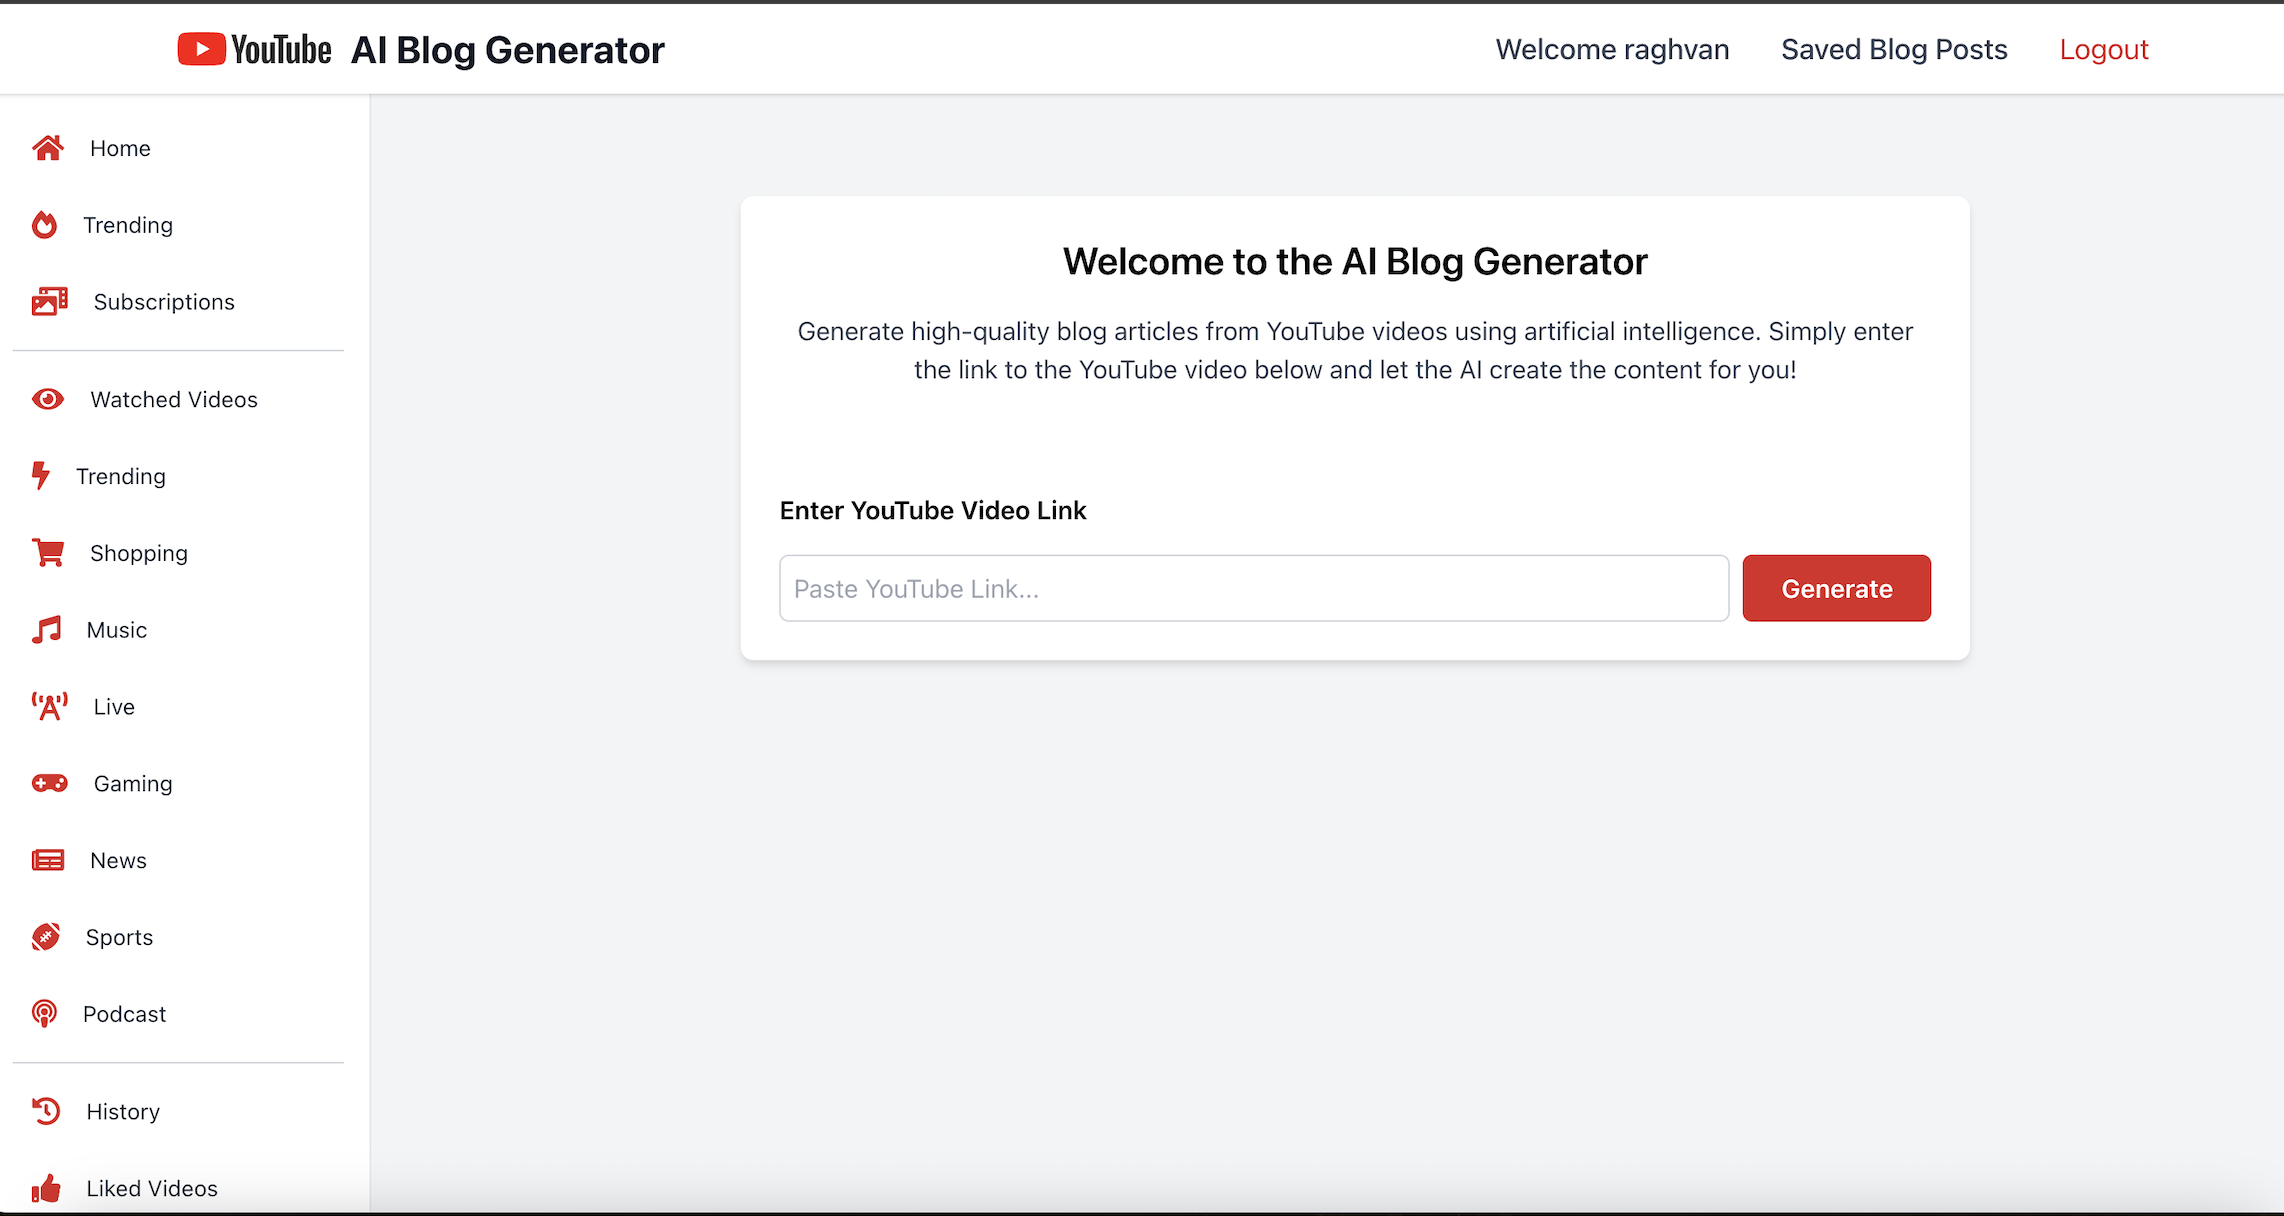 YouTube AI Blog Generator
Welcome raghvan
Saved Blog Posts
Logout
Home
Trending
Subscriptions
Watched Videos
Trending
Shopping
Music
Live
Gaming
News
Sports
Podcast
History
Liked Videos
Welcome to the AI Blog Generator
Generate high-quality blog articles from YouTube videos using artificial intelligence. Simply enter
the link to the YouTube video below and let the AI create the content for you!
Enter YouTube Video Link
Paste YouTube Link...
Generate